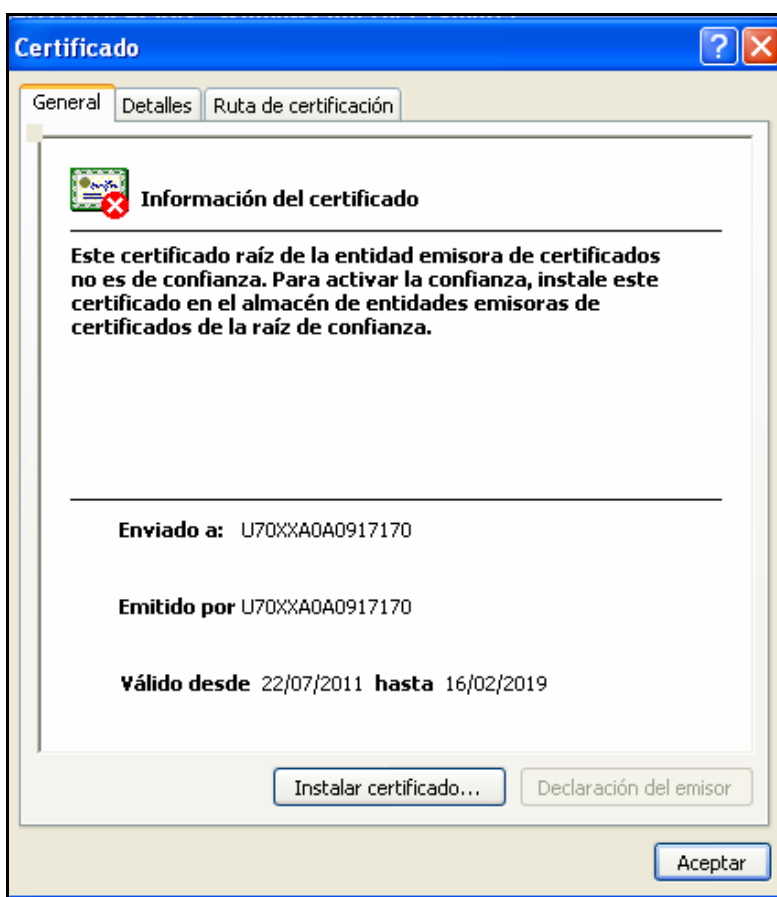 Certificado
General Detalles Ruta de certificación
Información del certificado
Este certificado raíz de la entidad emisora de certificados
no es de confianza. Para activar la confianza, instale este
certificado en el almacén de entidades emisoras de
certificados de la raíz de confianza.
Enviado a: U70XXA0A0917170
Emitido por U70XXA0A0917170
Válido desde 22/07/2011 hasta 16/02/2019
Instalar certificado... Declaración del emisor
Aceptar